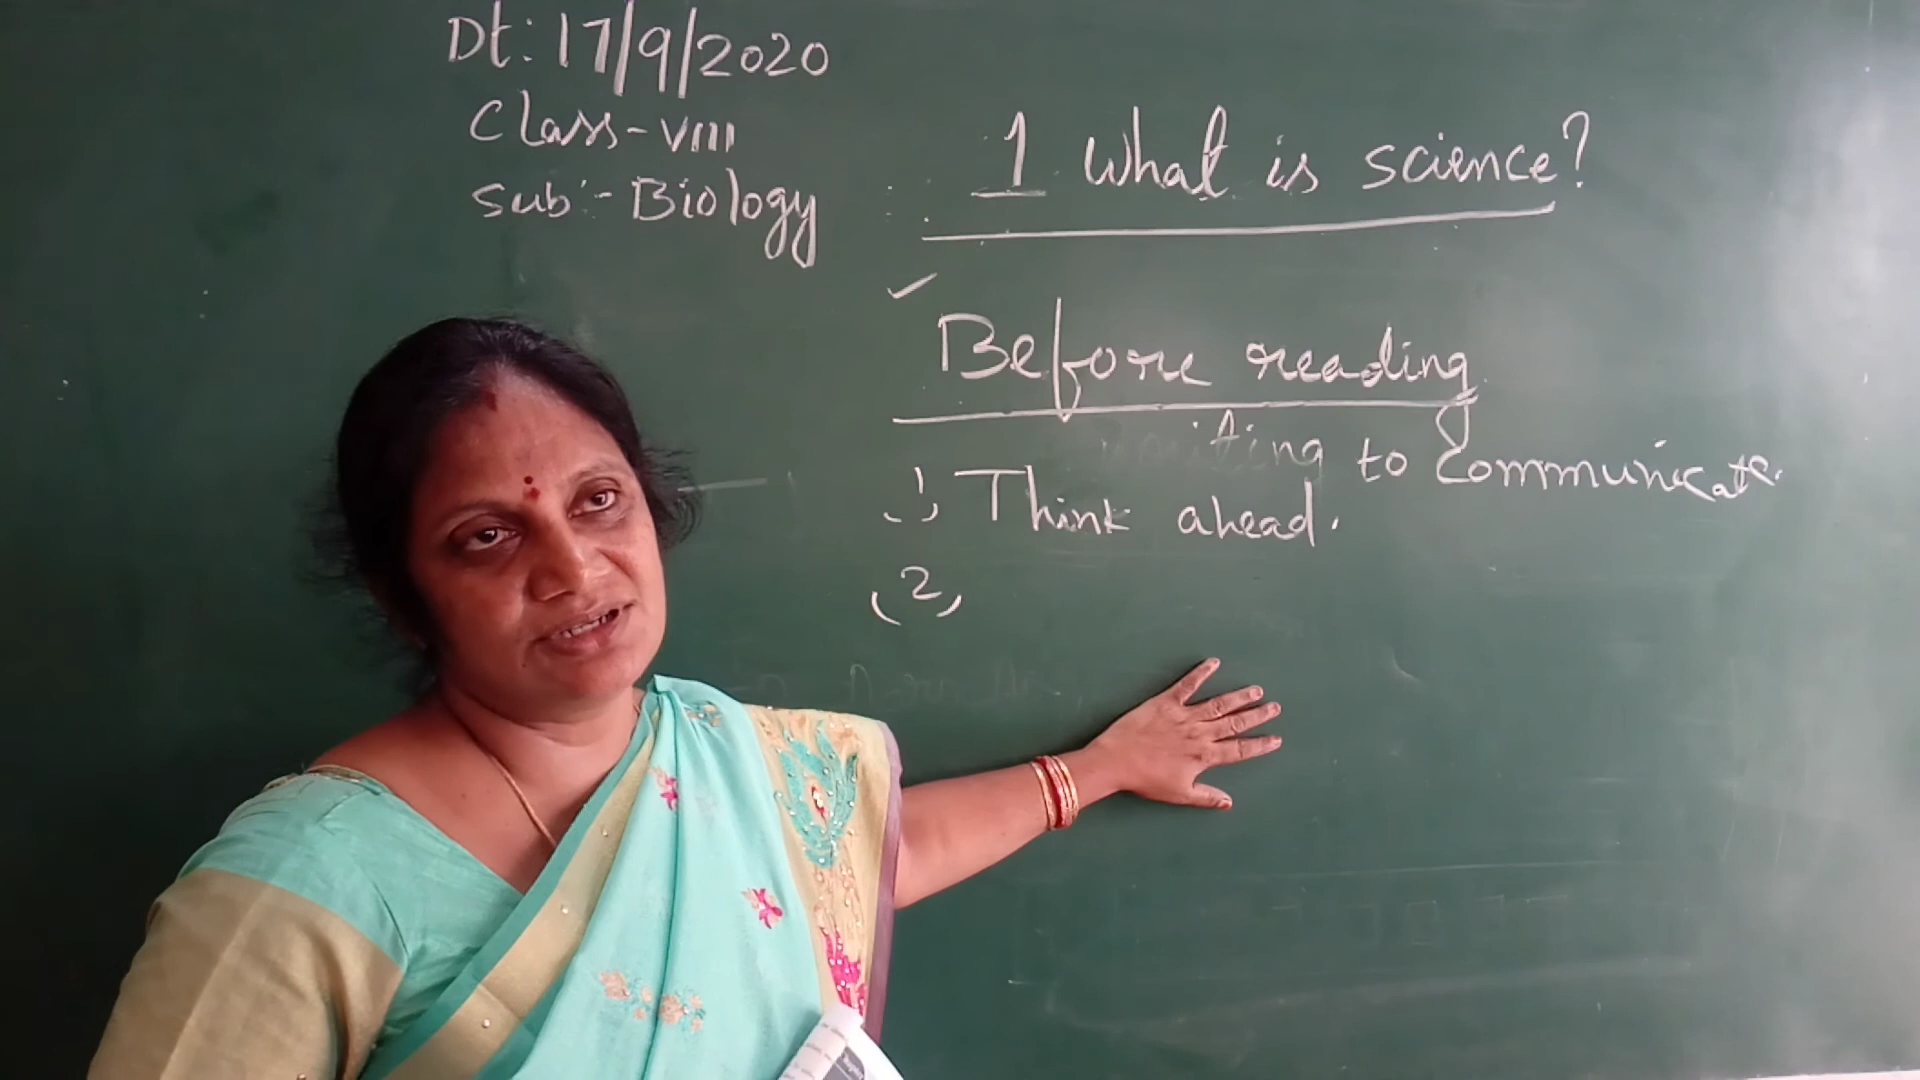 Dt: 17/9/2020
Class-VIII
Sub:-Biology
1 What is science?
Before reading
writing to communicate.
(1) Think ahead.
(2)